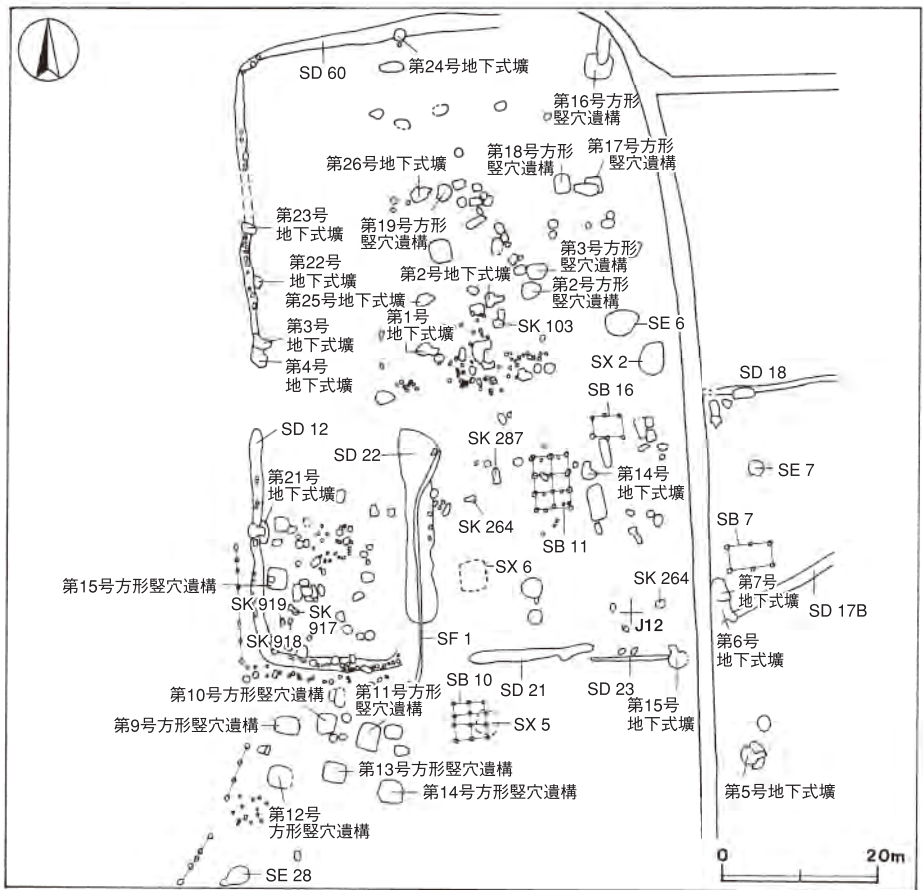 SD 60
第24号地下式壙
第16号方形
竪穴遺構
第18号方形
竪穴遺構
第17号方形
竪穴遺構
第26号地下式壙
第19号方形
竪穴遺構
第23号
地下式壙
第3号方形
竪穴遺構
第2号地下式壙
第22号
地下式壙
第2号方形
竪穴遺構
第25号地下式壙
第1号
地下式壙
SK 103
SE 6
第3号
地下式壙
第4号
地下式壙
SX 2
SD 18
SB 16
SD 12
SD 22
SK 287
第21号
地下式壙
第14号
地下式壙
SE 7
SK 264
SB 11
SB 7
第15号方形竪穴遺構
SX 6
SK 264
第7号
地下式壙
SD 17B
SK 919
SK
917
J12
SK 918
SF 1
第6号
地下式壙
第10号方形竪穴遺構
第11号方形
竪穴遺構
SB 10
SD 21
SD 23
第15号
地下式壙
第9号方形竪穴遺構
SX 5
第13号方形竪穴遺構
第14号方形竪穴遺構
第5号地下式壙
第12号
方形竪穴遺構
SE 28
0
20m